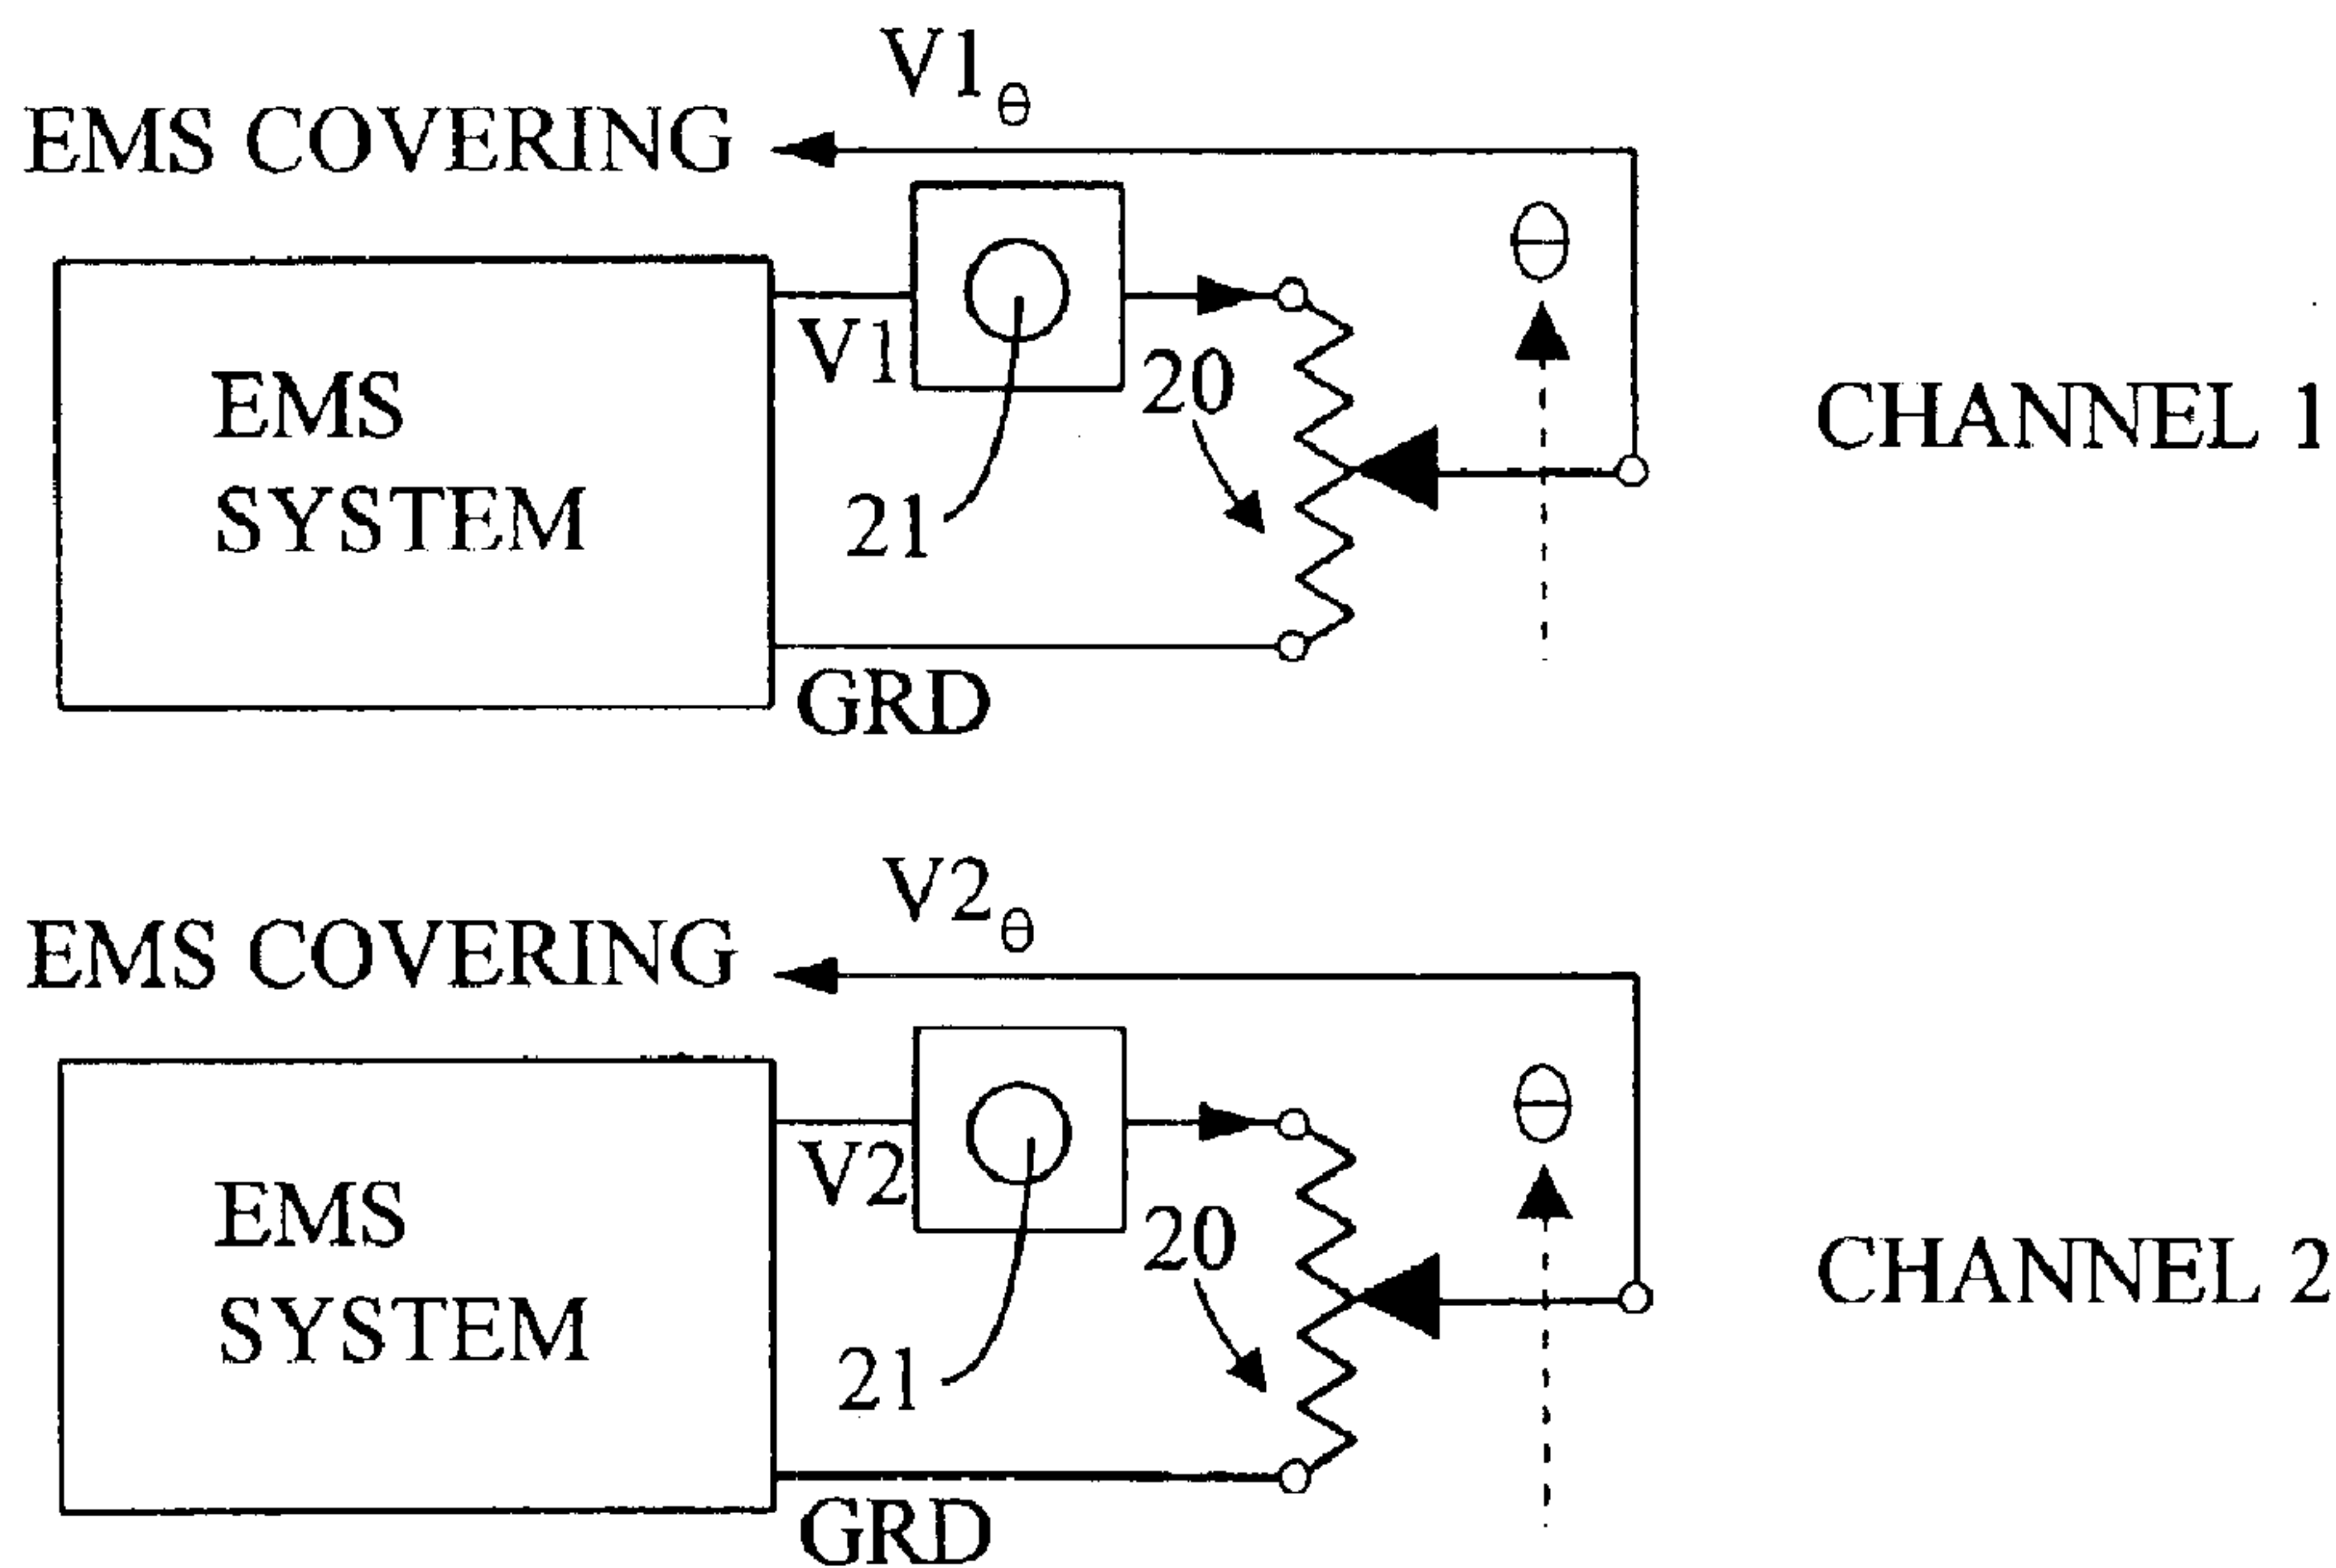 V1θ
EMS COVERING
θ
V1
20
EMS
SYSTEM
CHANNEL 1
21
GRD
V2θ
EMS COVERING
θ
V2
20
EMS
SYSTEM
CHANNEL 2
21
GRD